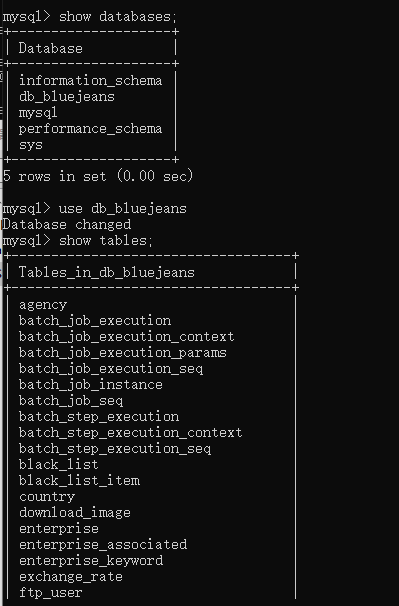 mysql> show databases;
+--------------------+
| Database           |
+--------------------+
| information_schema |
| db_bluejeans       |
| mysql              |
| performance_schema |
| sys                |
+--------------------+
5 rows in set (0.00 sec)
mysql> use db_bluejeans
Database changed
mysql> show tables;
+----------------------------------+
| Tables_in_db_bluejeans           |
+----------------------------------+
| agency                           |
| batch_job_execution              |
| batch_job_execution_context      |
| batch_job_execution_params       |
| batch_job_execution_seq          |
| batch_job_instance               |
| batch_job_seq                    |
| batch_step_execution             |
| batch_step_execution_context     |
| batch_step_execution_seq         |
| black_list                       |
| black_list_item                  |
| country                          |
| download_image                   |
| enterprise                       |
| enterprise_associated            |
| enterprise_keyword               |
| exchange_rate                    |
| ftp_user                         |